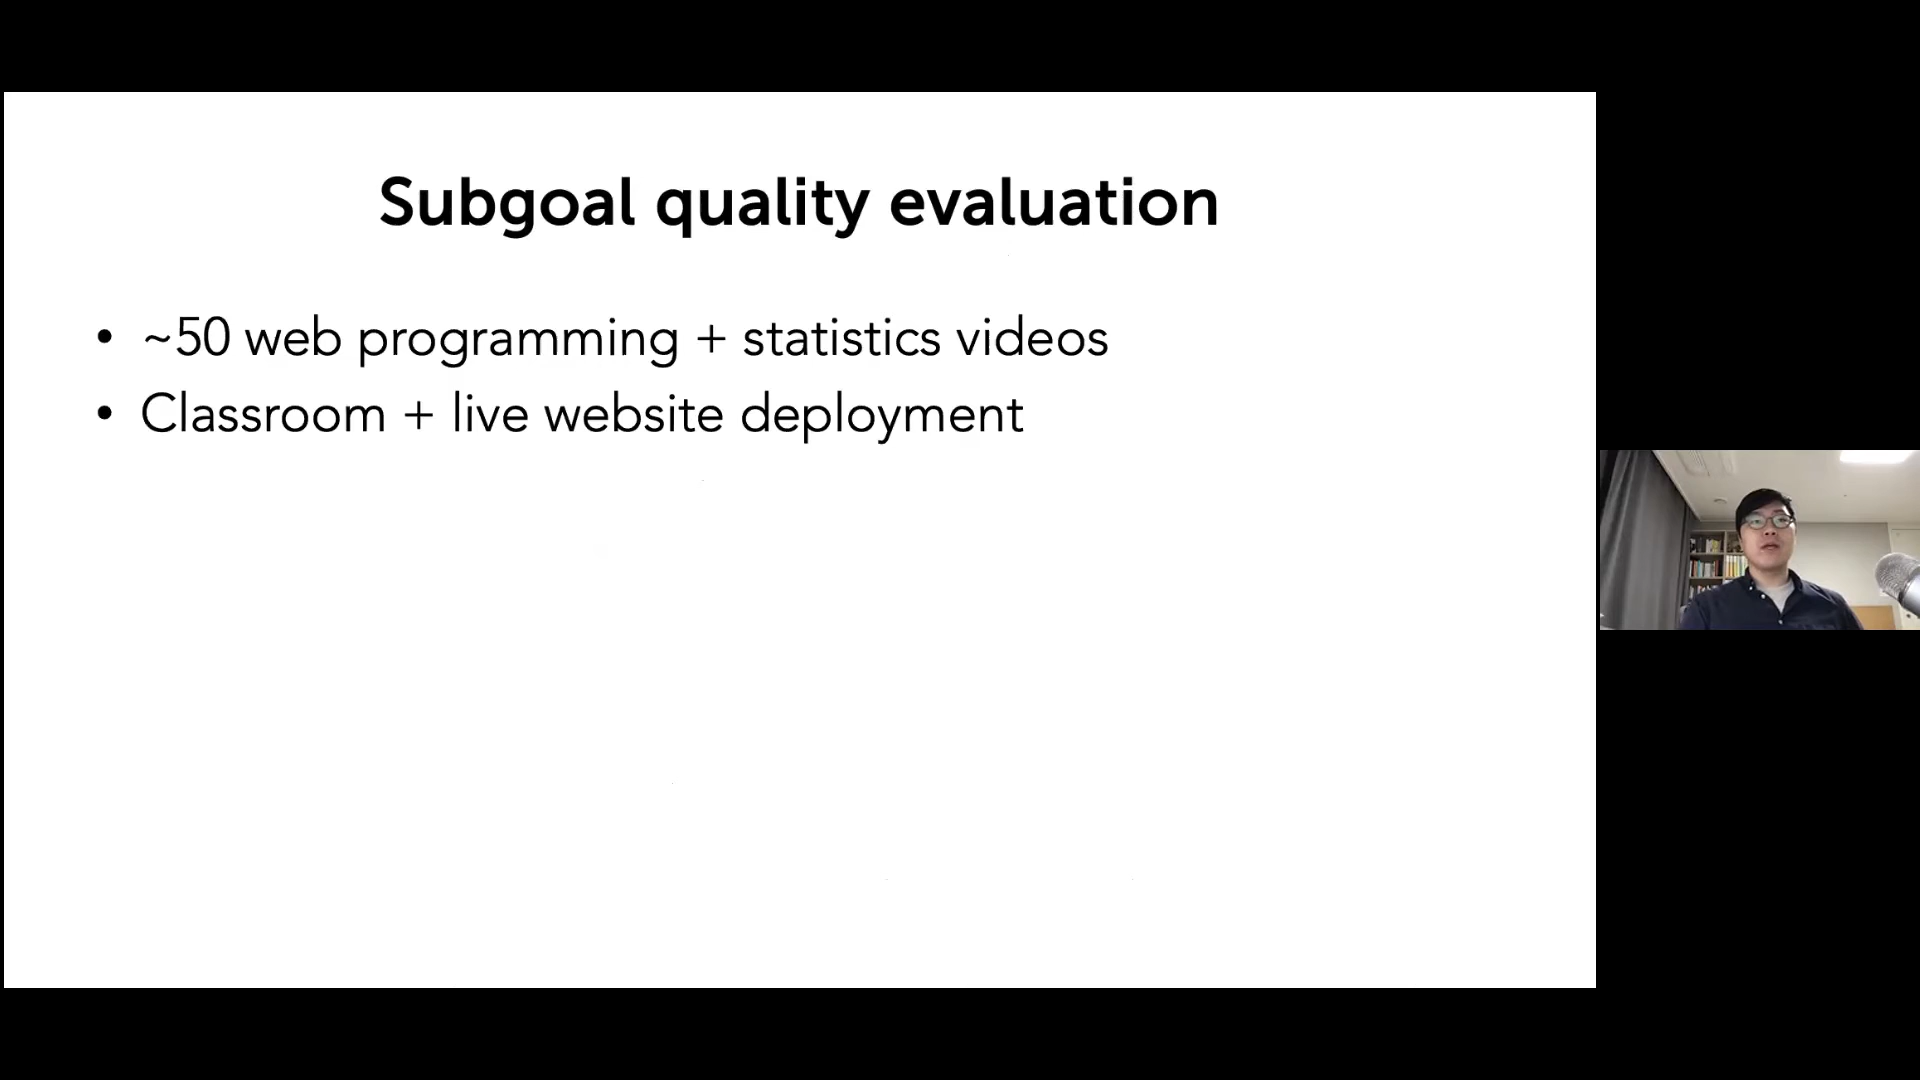 Subgoal quality evaluation
• ~50 web programming + statistics videos
• Classroom + live website deployment